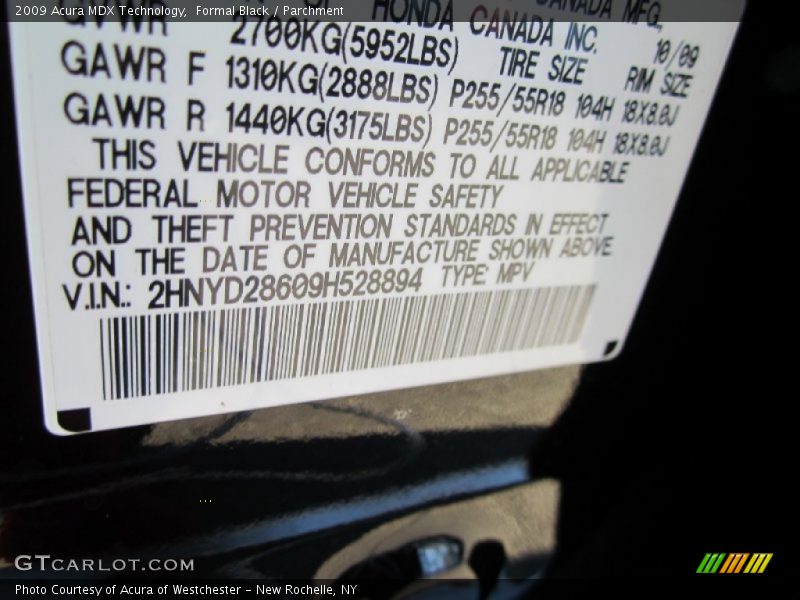 2009 Acura MDX Technology, Formal Black / Parchment
CANADA MFG,
HONDA CANADA INC. 10/09
GVWR 2700KG(5952LBS) TIRE SIZE RIM SIZE
GAWR F 1310KG(2888LBS) P255/55R18 104H 18X8.0J
GAWR R 1440KG(3175LBS) P255/55R18 104H 18X8.0J
THIS VEHICLE CONFORMS TO ALL APPLICABLE
FEDERAL MOTOR VEHICLE SAFETY
AND THEFT PREVENTION STANDARDS IN EFFECT
ON THE DATE OF MANUFACTURE SHOWN ABOVE
V.I.N.: 2HNYD28609H528894 TYPE: MPV
GTCARLOT.COM
Photo Courtesy of Acura of Westchester - New Rochelle, NY